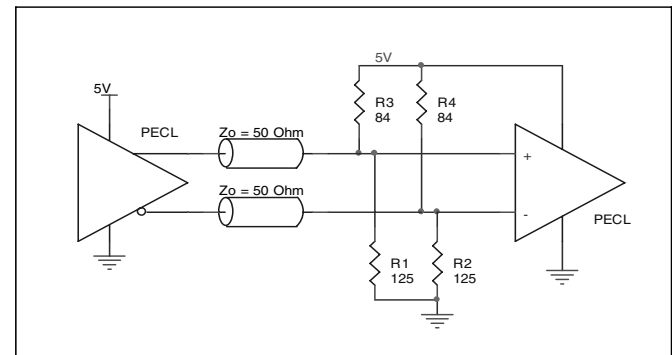 5V
5V
PECL
R3
84
R4
84
Zo = 50 Ohm
+
Zo = 50 Ohm
-
PECL
R1
125
R2
125